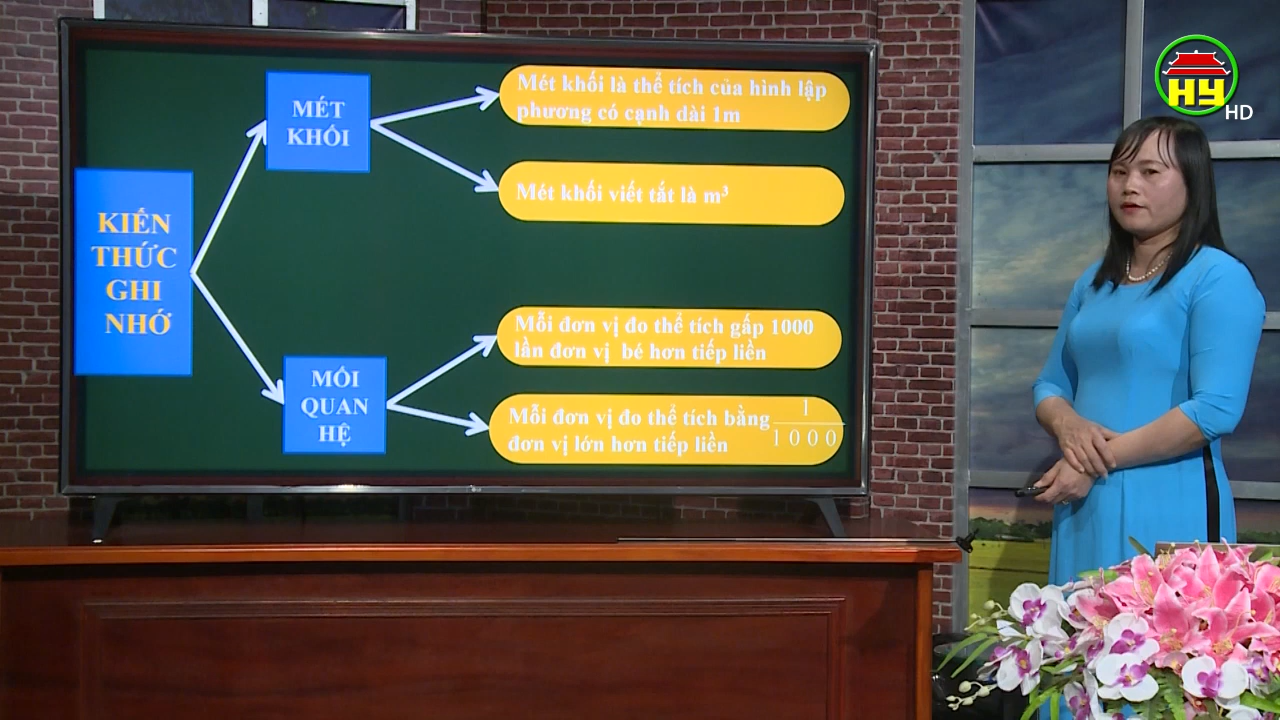 HY
HD
KIẾN
THỨC
GHI
NHỚ
MÉT
KHỐI
Mét khối là thể tích của hình lập
phương có cạnh dài 1m
Mét khối viết tắt là m³
MỐI
QUAN
HỆ
Mỗi đơn vị đo thể tích gấp 1000
lần đơn vị bé hơn tiếp liền
Mỗi đơn vị đo thể tích bằng 1/1000
đơn vị lớn hơn tiếp liền